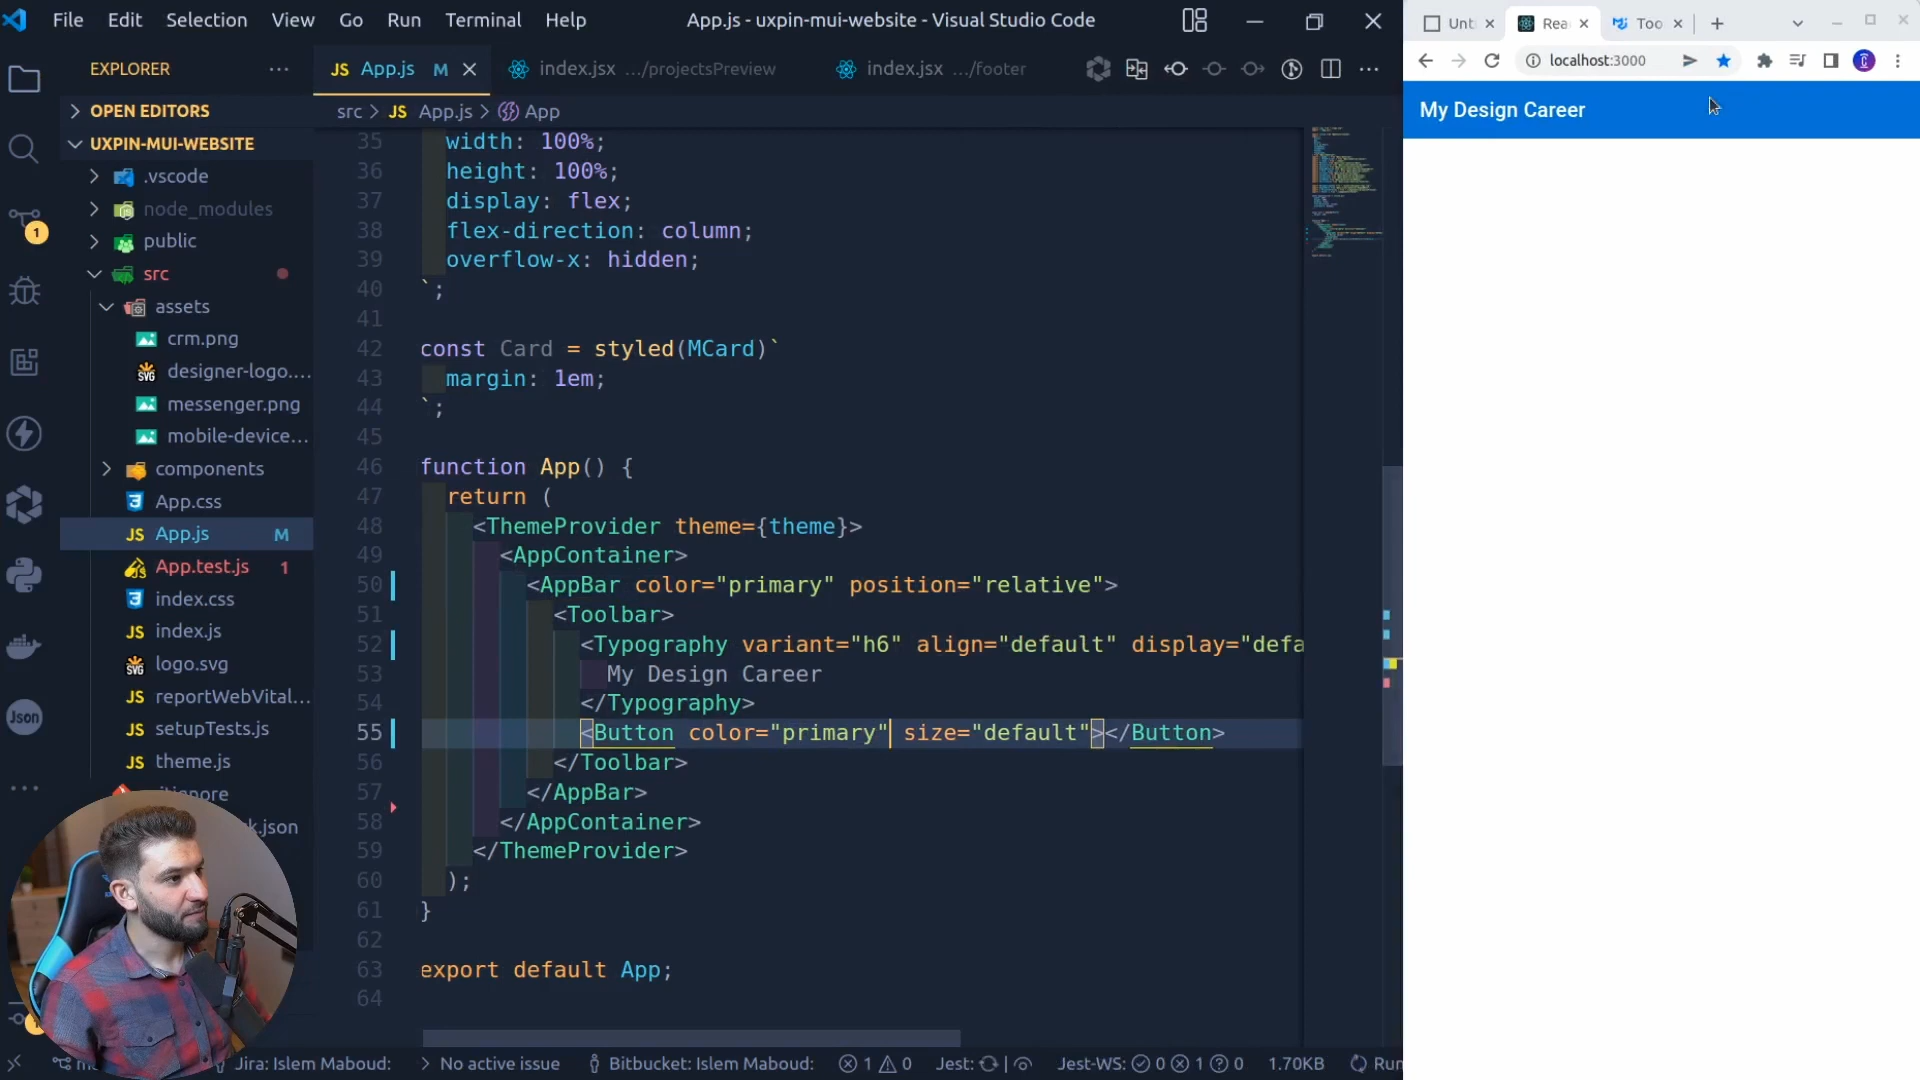 File Edit Selection View Go Run Terminal Help App.js - uxpin-mui-website - Visual Studio Code
Unt Rea Too
localhost:3000
My Design Career
EXPLORER
OPEN EDITORS
UXPIN-MUI-WEBSITE
.vscode
node_modules
public
src
assets
crm.png
designer-logo....
messenger.png
mobile-device...
components
App.css
App.js M
App.test.js 1
index.css
index.js
logo.svg
reportWebVital...
setupTests.js
theme.js
Json
1
JS App.js M index.jsx .../projectsPreview index.jsx .../footer
src > JS App.js > App
35 width: 100%;
36 height: 100%;
37 display: flex;
38 flex-direction: column;
39 overflow-x: hidden;
40 `;
41
42 const Card = styled(MCard)`
43 margin: 1em;
44 `;
45
46 function App() {
47 return (
48 <ThemeProvider theme={theme}>
49 <AppContainer>
50 <AppBar color="primary" position="relative">
51 <Toolbar>
52 <Typography variant="h6" align="default" display="defa
53 My Design Career
54 </Typography>
55 <Button color="primary" size="default"></Button>
56 </Toolbar>
57 </AppBar>
58 </AppContainer>
59 </ThemeProvider>
60 );
61 }
62
63 export default App;
64
Jira: Islem Maboud: > No active issue Bitbucket: Islem Maboud: 1 0 Jest: Jest-WS: 0 1 0 1.70KB Run